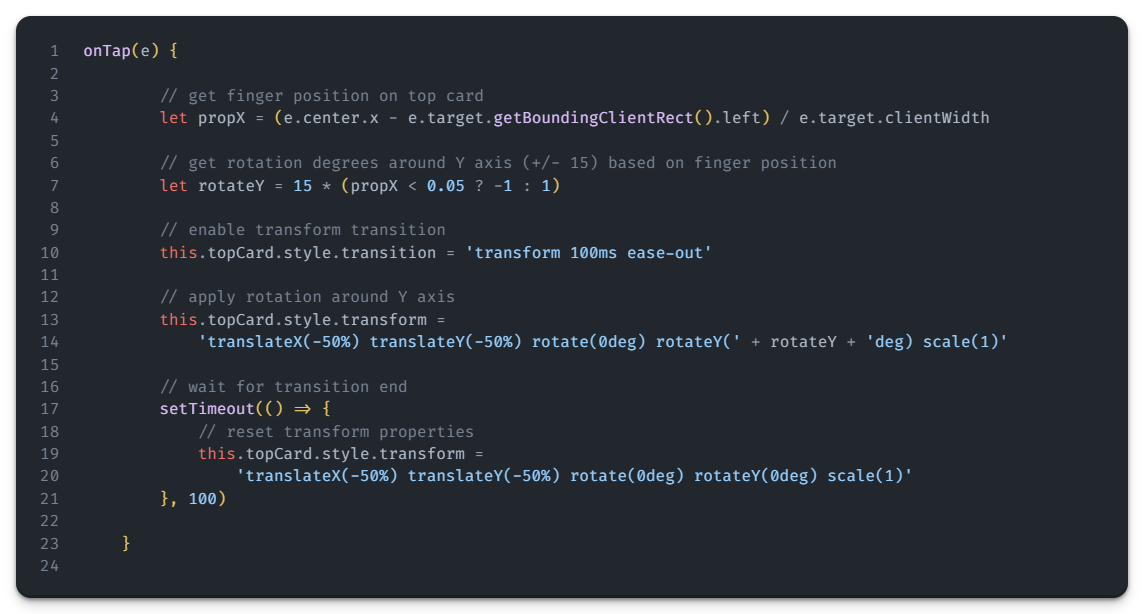 1 onTap(e) {
2
3 // get finger position on top card
4 let propX = (e.center.x - e.target.getBoundingClientRect().left) / e.target.clientWidth
5
6 // get rotation degrees around Y axis (+/- 15) based on finger position
7 let rotateY = 15 * (propX < 0.05 ? -1 : 1)
8
9 // enable transform transition
10 this.topCard.style.transition = 'transform 100ms ease-out'
11
12 // apply rotation around Y axis
13 this.topCard.style.transform =
14 'translateX(-50%) translateY(-50%) rotate(0deg) rotateY(' + rotateY + 'deg) scale(1)'
15
16 // wait for transition end
17 setTimeout(() => {
18 // reset transform properties
19 this.topCard.style.transform =
20 'translateX(-50%) translateY(-50%) rotate(0deg) rotateY(0deg) scale(1)'
21 }, 100)
22
23 }
24